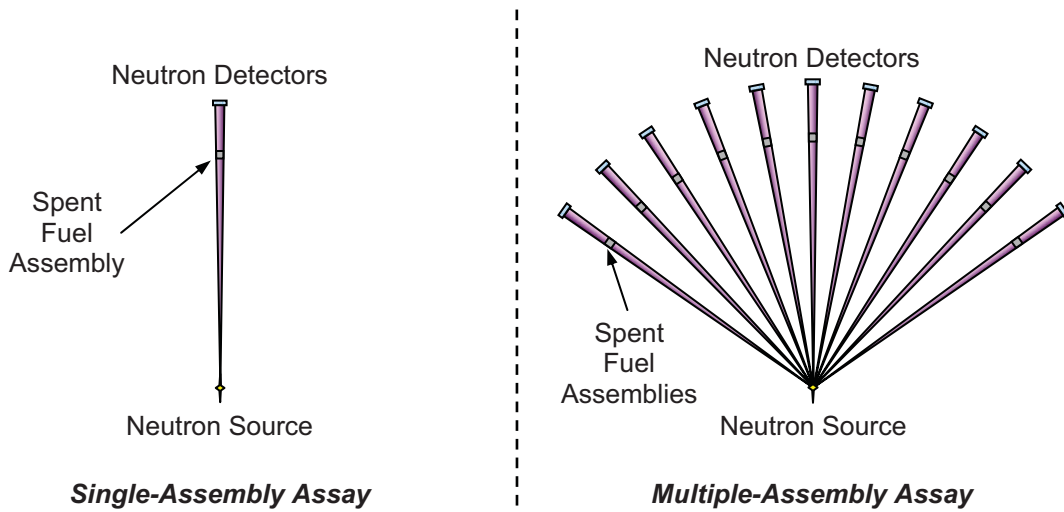 Neutron Detectors
Spent
Fuel
Assembly
Neutron Source
Single-Assembly Assay
Neutron Detectors
Spent
Fuel
Assemblies
Neutron Source
Multiple-Assembly Assay